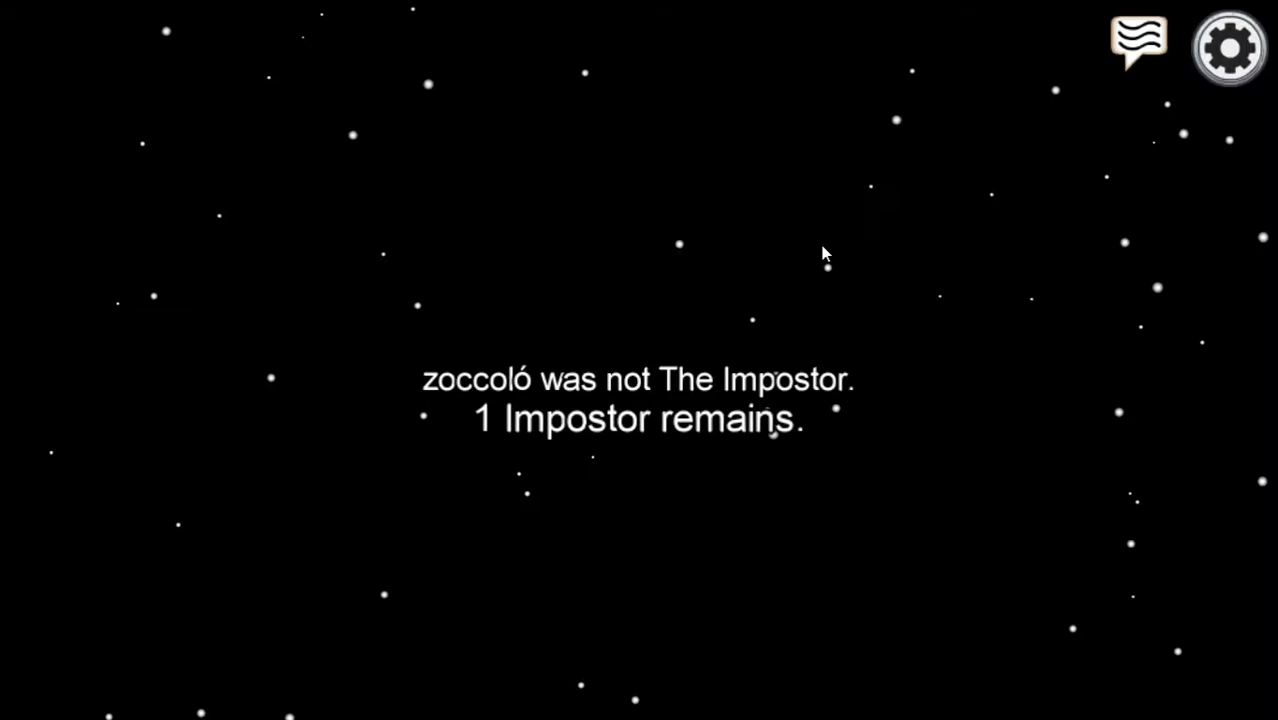 zoccoló was not The Impostor.
1 Impostor remains.